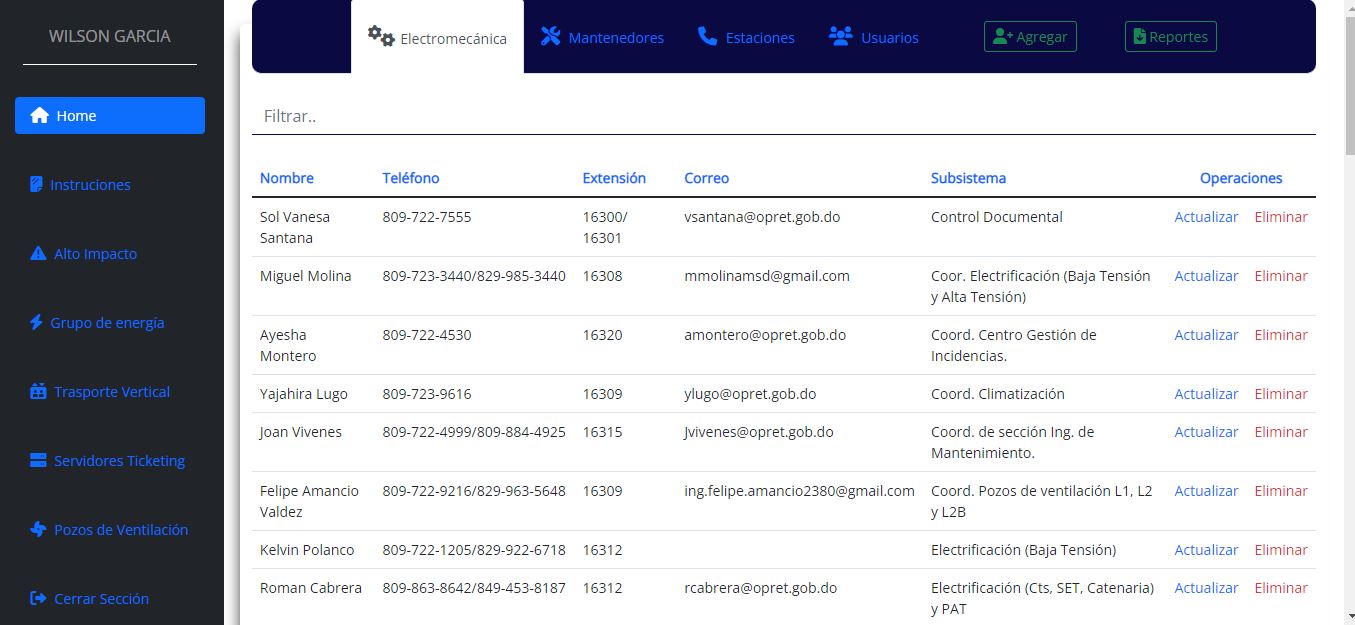 WILSON GARCIA
Home
Instruciones
Alto Impacto
Grupo de energía
Trasporte Vertical
Servidores Ticketing
Pozos de Ventilación
Cerrar Sección
Electromecánica Mantenedores Estaciones Usuarios Agregar Reportes
Filtrar..
Nombre Teléfono Extensión Correo Subsistema Operaciones
Sol Vanesa 809-722-7555 16300/ vsantana@opret.gob.do Control Documental Actualizar Eliminar
Santana 16301
Miguel Molina 809-723-3440/829-985-3440 16308 mmolinamsd@gmail.com Coor. Electrificación (Baja Tensión Actualizar Eliminar
y Alta Tensión)
Ayesha 809-722-4530 16320 amontero@opret.gob.do Coord. Centro Gestión de Actualizar Eliminar
Montero Incidencias.
Yajahira Lugo 809-723-9616 16309 ylugo@opret.gob.do Coord. Climatización Actualizar Eliminar
Joan Vivenes 809-722-4999/809-884-4925 16315 Jvivenes@opret.gob.do Coord. de sección Ing. de Actualizar Eliminar
Mantenimiento.
Felipe Amancio 809-722-9216/829-963-5648 16309 ing.felipe.amancio2380@gmail.com Coord. Pozos de ventilación L1, L2 Actualizar Eliminar
Valdez y L2B
Kelvin Polanco 809-722-1205/829-922-6718 16312 Electrificación (Baja Tensión) Actualizar Eliminar
Roman Cabrera 809-863-8642/849-453-8187 16312 rcabrera@opret.gob.do Electrificación (Cts, SET, Catenaria) Actualizar Eliminar
y PAT